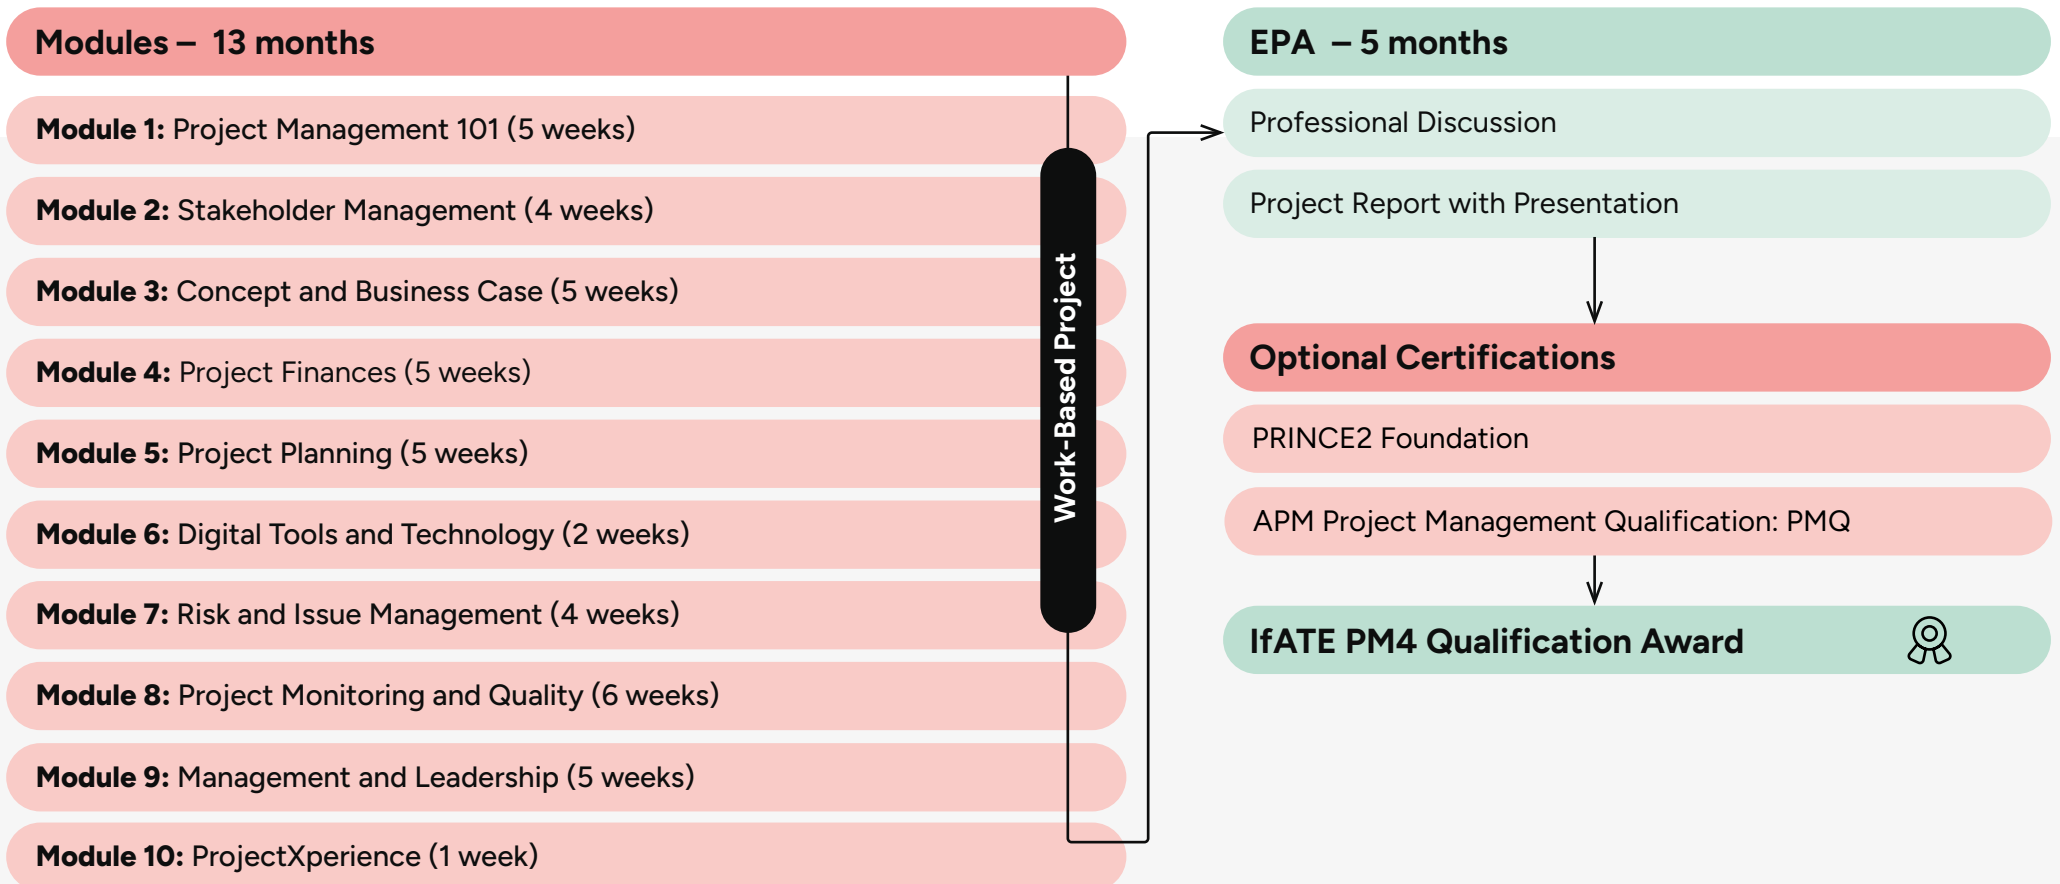 Modules – 13 months
Module 1: Project Management 101 (5 weeks)
Module 2: Stakeholder Management (4 weeks)
Module 3: Concept and Business Case (5 weeks)
Module 4: Project Finances (5 weeks)
Module 5: Project Planning (5 weeks)
Module 6: Digital Tools and Technology (2 weeks)
Module 7: Risk and Issue Management (4 weeks)
Module 8: Project Monitoring and Quality (6 weeks)
Module 9: Management and Leadership (5 weeks)
Module 10: ProjectXperience (1 week)
Work-Based Project
EPA – 5 months
Professional Discussion
Project Report with Presentation
Optional Certifications
PRINCE2 Foundation
APM Project Management Qualification: PMQ
IfATE PM4 Qualification Award